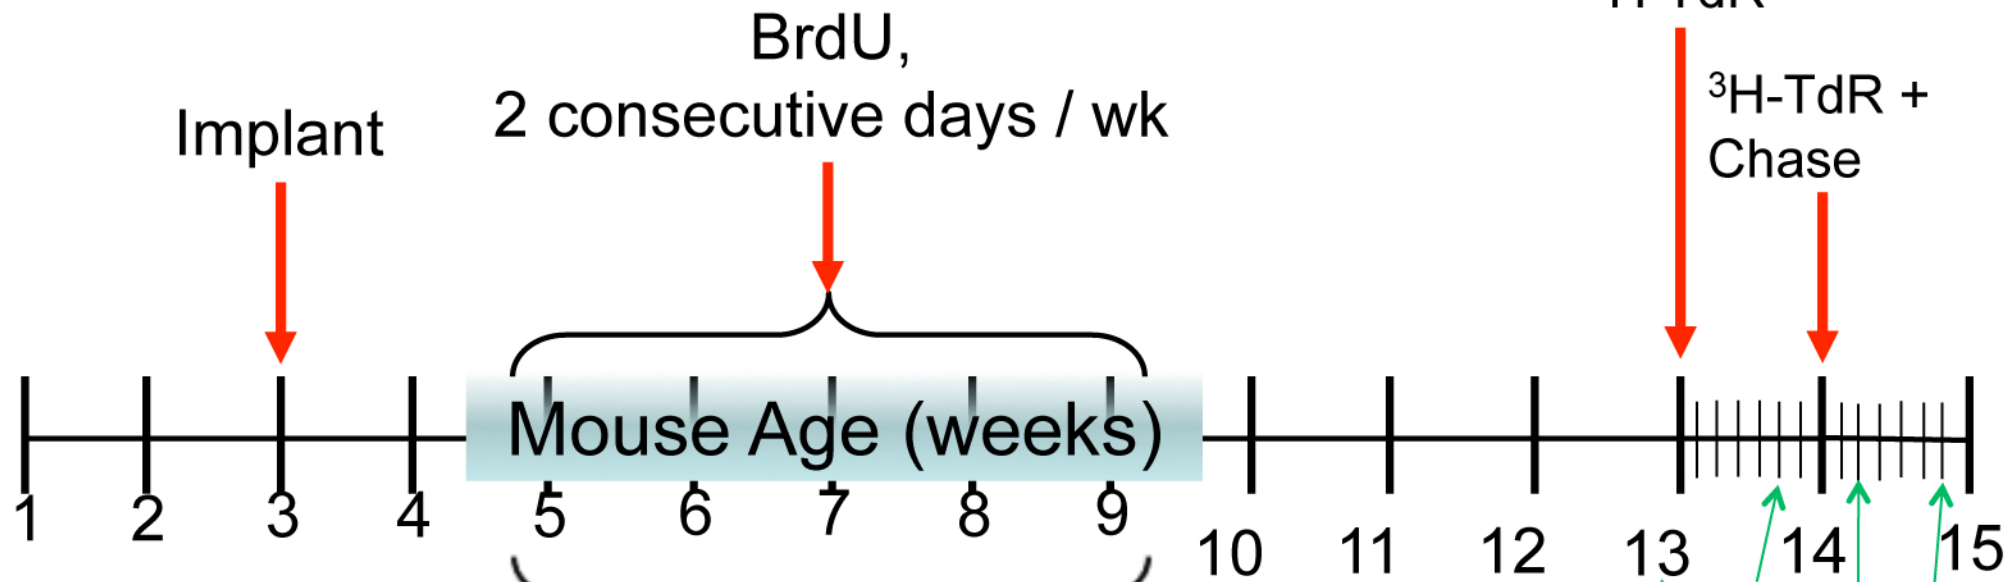 H-TdR
BrdU,
2 consecutive days / wk
³H-TdR +
Chase
Implant
Mouse Age (weeks)
1 2 3 4 5 6 7 8 9 10 11 12 13 14 15